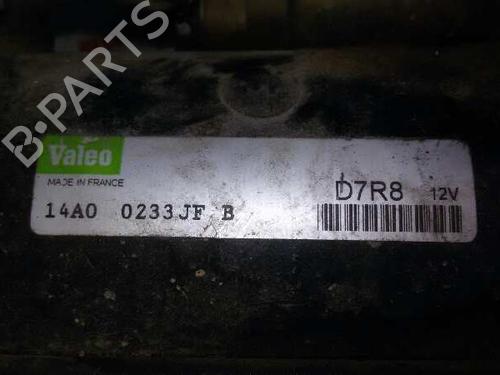 Valeo
MADE IN FRANCE
D7R8 12V
14A0 0233JF B
B-PARTS